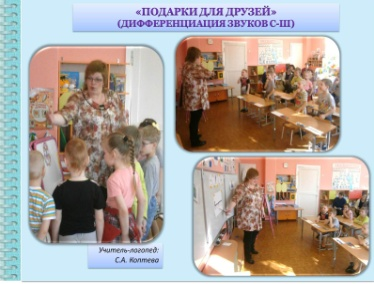 «ПОДАРКИ ДЛЯ ДРУЗЕЙ»
(ДИФФЕРЕНЦИАЦИЯ ЗВУКОВ С-Ш)
Учитель-логопед:
С.А. Коптева